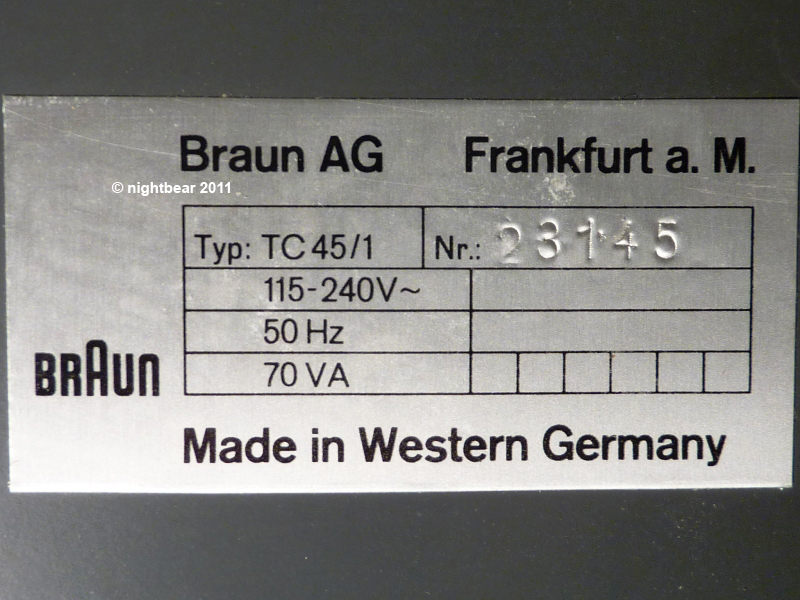 Braun AG Frankfurt a. M.
© nightbear 2011
Typ: TC 45/1 Nr.: 23145
115-240V~
50 Hz
70 VA
BRAUN
Made in Western Germany